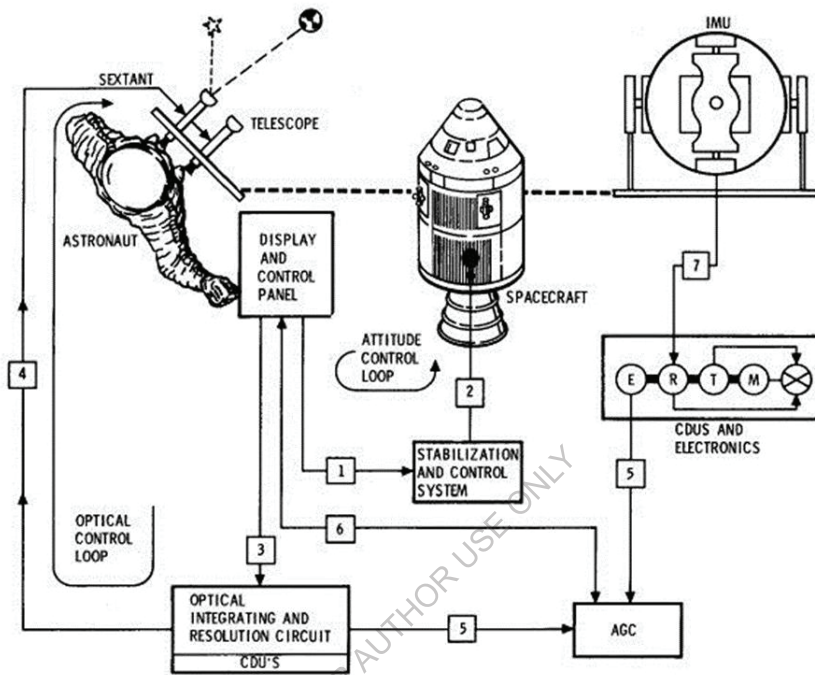 IMU
SEXTANT
TELESCOPE
ASTRONAUT
DISPLAY
AND
CONTROL
PANEL
SPACECRAFT
7
4
ATTITUDE
CONTROL
LOOP
2
E
R
T
M
CDUS AND
ELECTRONICS
1
STABILIZATION
AND CONTROL
SYSTEM
5
OPTICAL
CONTROL
LOOP
6
3
OPTICAL
INTEGRATING AND
RESOLUTION CIRCUIT
CDU'S
5
AGC
AUTHOR USE ONLY